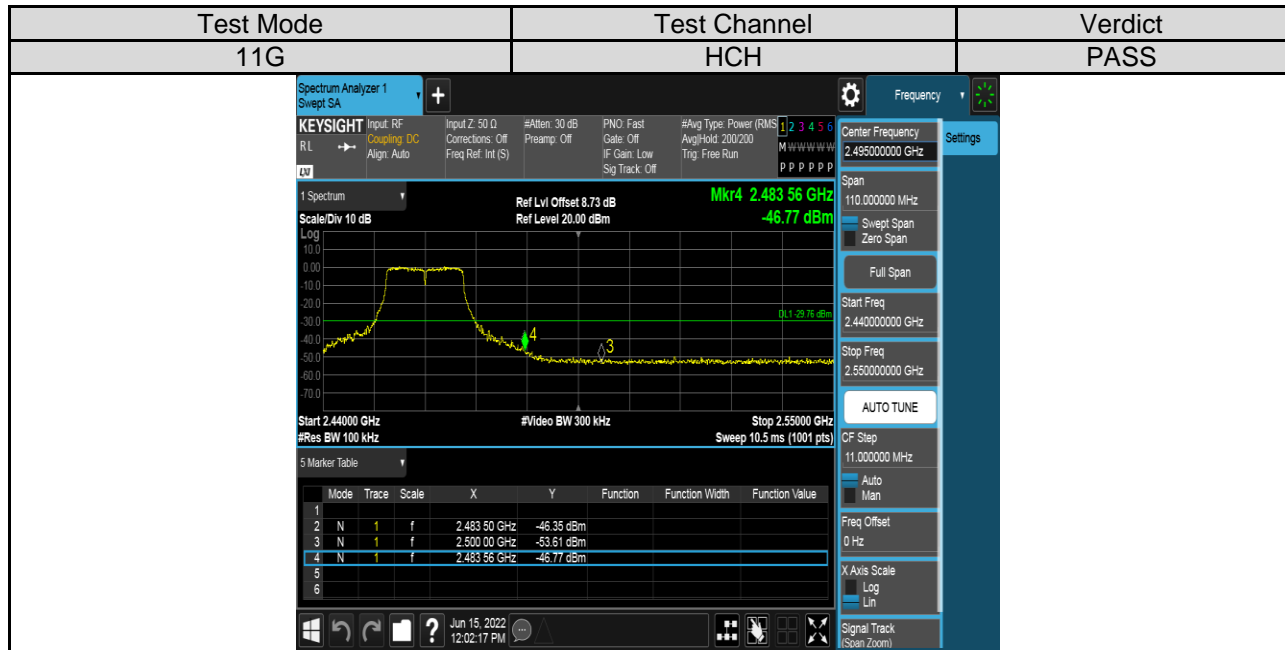 Test Mode Test Channel Verdict
11G HCH PASS
Spectrum Analyzer 1
Swept SA
+
Frequency
KEYSIGHT Input: RF Input Z: 50 Ω #Atten: 30 dB PNO: Fast #Avg Type: Power (RMS 1 2 3 4 5 6
RL Coupling: DC Corrections: Off Preamp: Off Gate: Off Avg|Hold: 200/200 M W W W W W
Align: Auto Freq Ref: Int (S) IF Gain: Low Trig: Free Run
LXI Sig Track: Off P P P P P P
1 Spectrum
Ref Lvl Offset 8.73 dB Mkr4 2.483 56 GHz
Scale/Div 10 dB Ref Level 20.00 dBm -46.77 dBm
Log
10.0
0.00
-10.0
-20.0
DL1 -29.76 dBm
-30.0
-40.0
4
3
-50.0
-60.0
-70.0
Start 2.44000 GHz #Video BW 300 kHz Stop 2.55000 GHz
#Res BW 100 kHz Sweep 10.5 ms (1001 pts)
5 Marker Table
Mode Trace Scale X Y Function Function Width Function Value
1
2 N 1 f 2.483 50 GHz -46.35 dBm
3 N 1 f 2.500 00 GHz -53.61 dBm
4 N 1 f 2.483 56 GHz -46.77 dBm
5
6
? Jun 15, 2022
12:02:17 PM
Center Frequency
2.495000000 GHz
Settings
Span
110.000000 MHz
Swept Span
Zero Span
Full Span
Start Freq
2.440000000 GHz
Stop Freq
2.550000000 GHz
AUTO TUNE
CF Step
11.000000 MHz
Auto
Man
Freq Offset
0 Hz
X Axis Scale
Log
Lin
Signal Track
(Span Zoom)